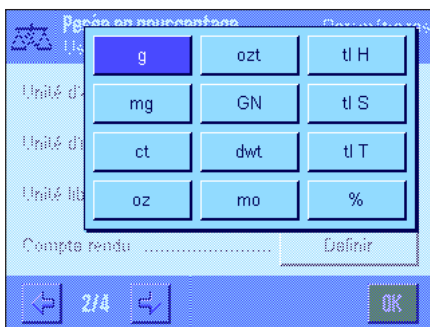 Pesée en pourcentage
g ozt tl H
Unité d'
mg GN tl S
Unité d'
ct dwt tl T
Unité lib
oz mo %
Compte rendu ........................ Définir
2/4 OK